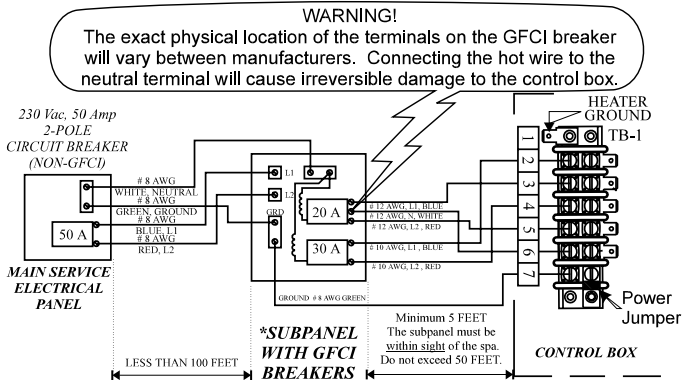 WARNING!
The exact physical location of the terminals on the GFCI breaker
will vary between manufacturers. Connecting the hot wire to the
neutral terminal will cause irreversible damage to the control box.
230 Vac, 50 Amp
2-POLE
CIRCUIT BREAKER
(NON-GFCI)
# 8 AWG
WHITE, NEUTRAL
# 8 AWG
GREEN, GROUND
# 8 AWG
BLUE, L1
# 8 AWG
RED, L2
50 A
MAIN SERVICE
ELECTRICAL
PANEL
L1
L2
GRD
20 A
30 A
# 12 AWG, L1, BLUE
# 12 AWG, N, WHITE
# 12 AWG, L2 , RED
# 10 AWG, L1 , BLUE
# 10 AWG, L2 , RED
GROUND # 8 AWG GREEN
HEATER
GROUND
TB-1
1
2
3
4
5
6
7
Power
Jumper
*SUBPANEL
WITH GFCI
BREAKERS
LESS THAN 100 FEET
Minimum 5 FEET
The subpanel must be
within sight of the spa.
Do not exceed 50 FEET.
CONTROL BOX